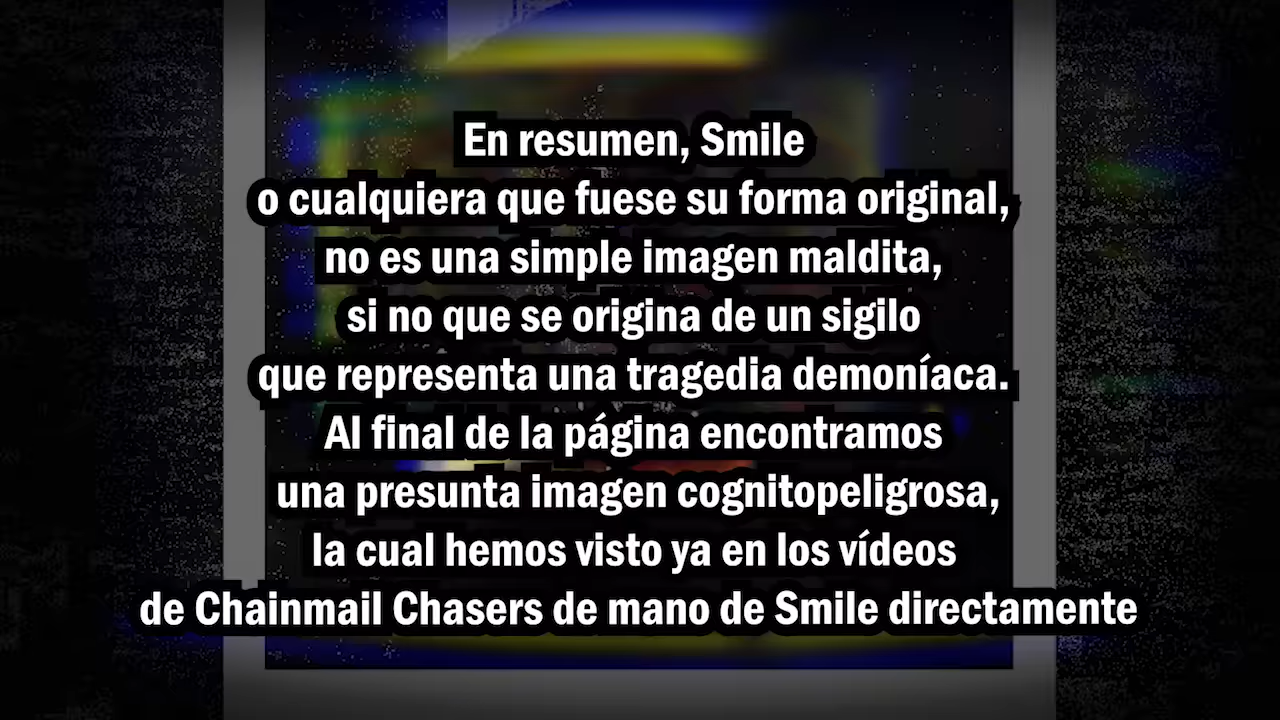 En resumen, Smile
o cualquiera que fuese su forma original,
no es una simple imagen maldita,
si no que se origina de un sigilo
que representa una tragedia demoníaca.
Al final de la página encontramos
una presunta imagen cognitopeligrosa,
la cual hemos visto ya en los vídeos
de Chainmail Chasers de mano de Smile directamente